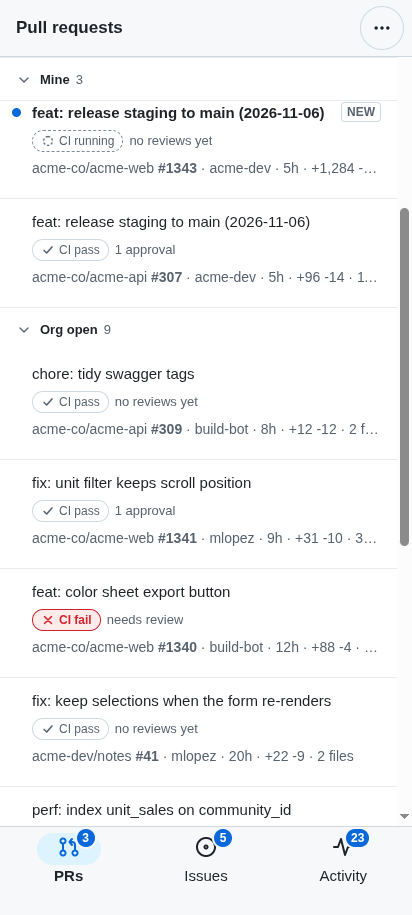 Pull requests
Mine 3
feat: release staging to main (2026-11-06) NEW
CI running no reviews yet
acme-co/acme-web #1343 · acme-dev · 5h · +1,284 -…
feat: release staging to main (2026-11-06)
CI pass 1 approval
acme-co/acme-api #307 · acme-dev · 5h · +96 -14 · 1…
Org open 9
chore: tidy swagger tags
CI pass no reviews yet
acme-co/acme-api #309 · build-bot · 8h · +12 -12 · 2 f…
fix: unit filter keeps scroll position
CI pass 1 approval
acme-co/acme-web #1341 · mlopez · 9h · +31 -10 · 3…
feat: color sheet export button
CI fail needs review
acme-co/acme-web #1340 · build-bot · 12h · +88 -4 · …
fix: keep selections when the form re-renders
CI pass no reviews yet
acme-dev/notes #41 · mlopez · 20h · +22 -9 · 2 files
perf: index unit_sales on community_id
3 5 23
PRs Issues Activity